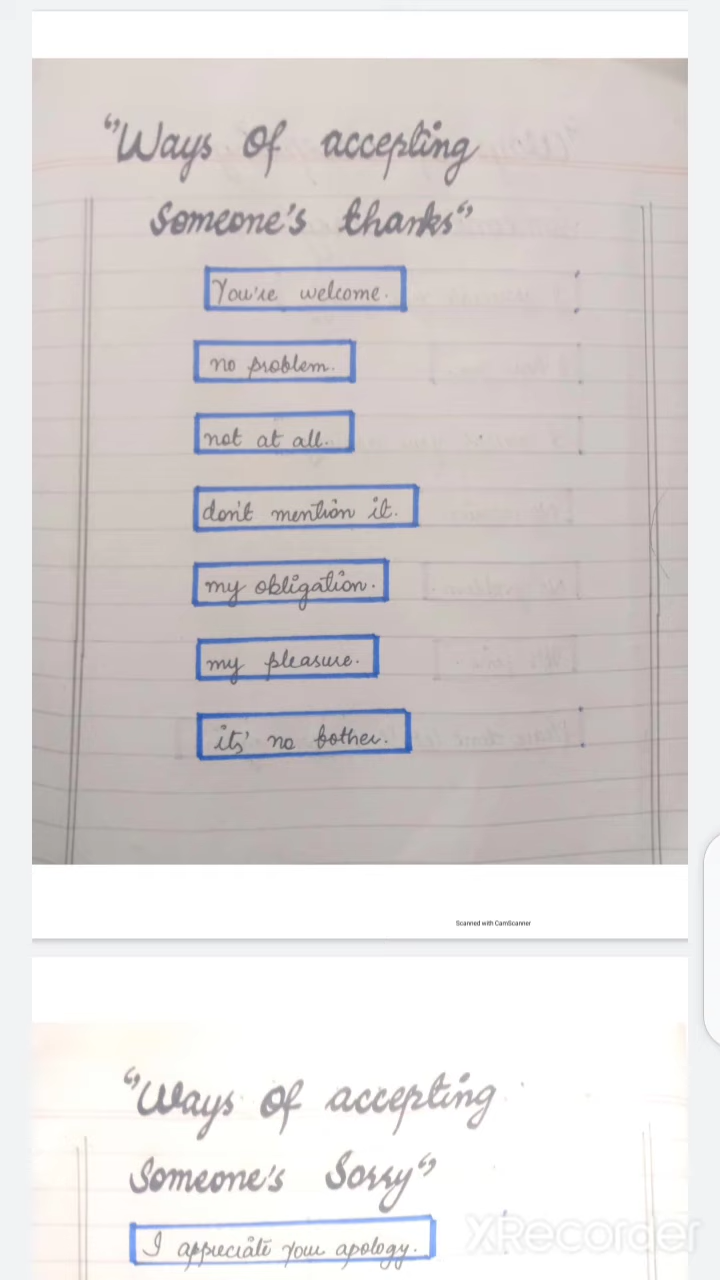 "Ways of accepting
Someone's thanks"
You're welcome.
no problem.
not at all.
don't mention it.
my obligation.
my pleasure.
its' no bother.
Scanned with CamScanner
"Ways of accepting
Someone's Sorry"
I appreciate your apology.
XRecorder